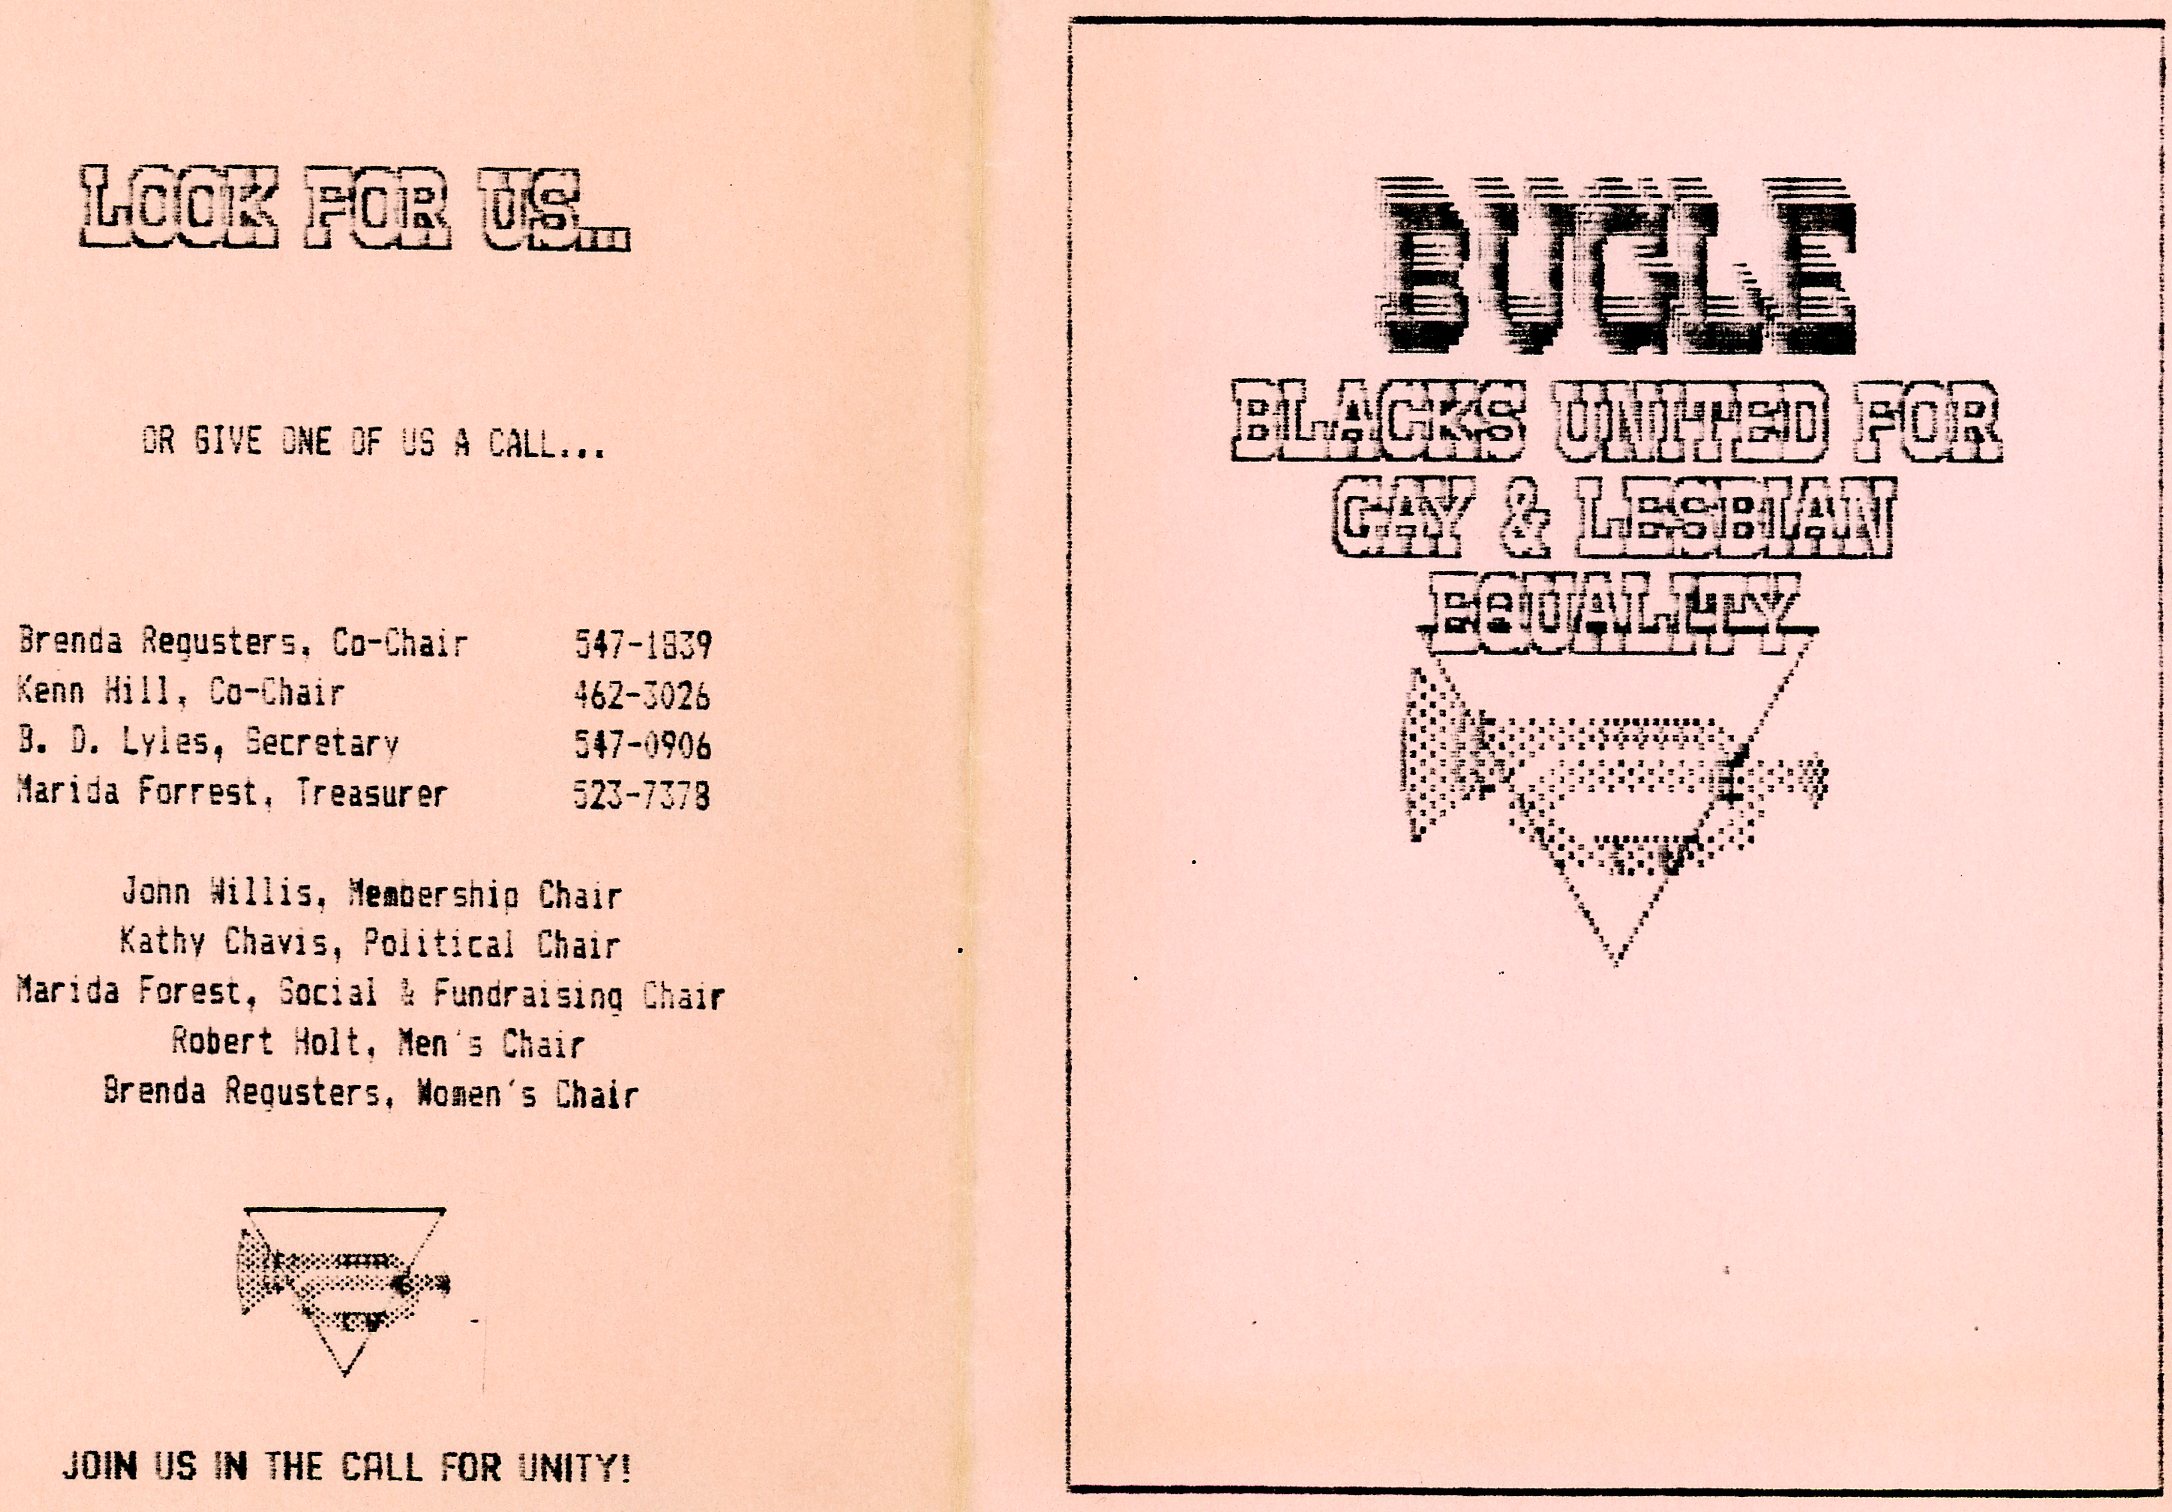 LOOK FOR US...
OR GIVE ONE OF US A CALL...
Brenda Regusters, Co-Chair 547-1839
Kenn Hill, Co-Chair 462-3026
B. D. Lyles, Secretary 547-0906
Marida Forrest, Treasurer 523-7378
John Willis, Membership Chair
Kathy Chavis, Political Chair
Marida Forest, Social & Fundraising Chair
Robert Holt, Men's Chair
Brenda Regusters, Women's Chair
JOIN US IN THE CALL FOR UNITY!
BUGLE
BLACKS UNITED FOR
GAY & LESBIAN
EQUALITY